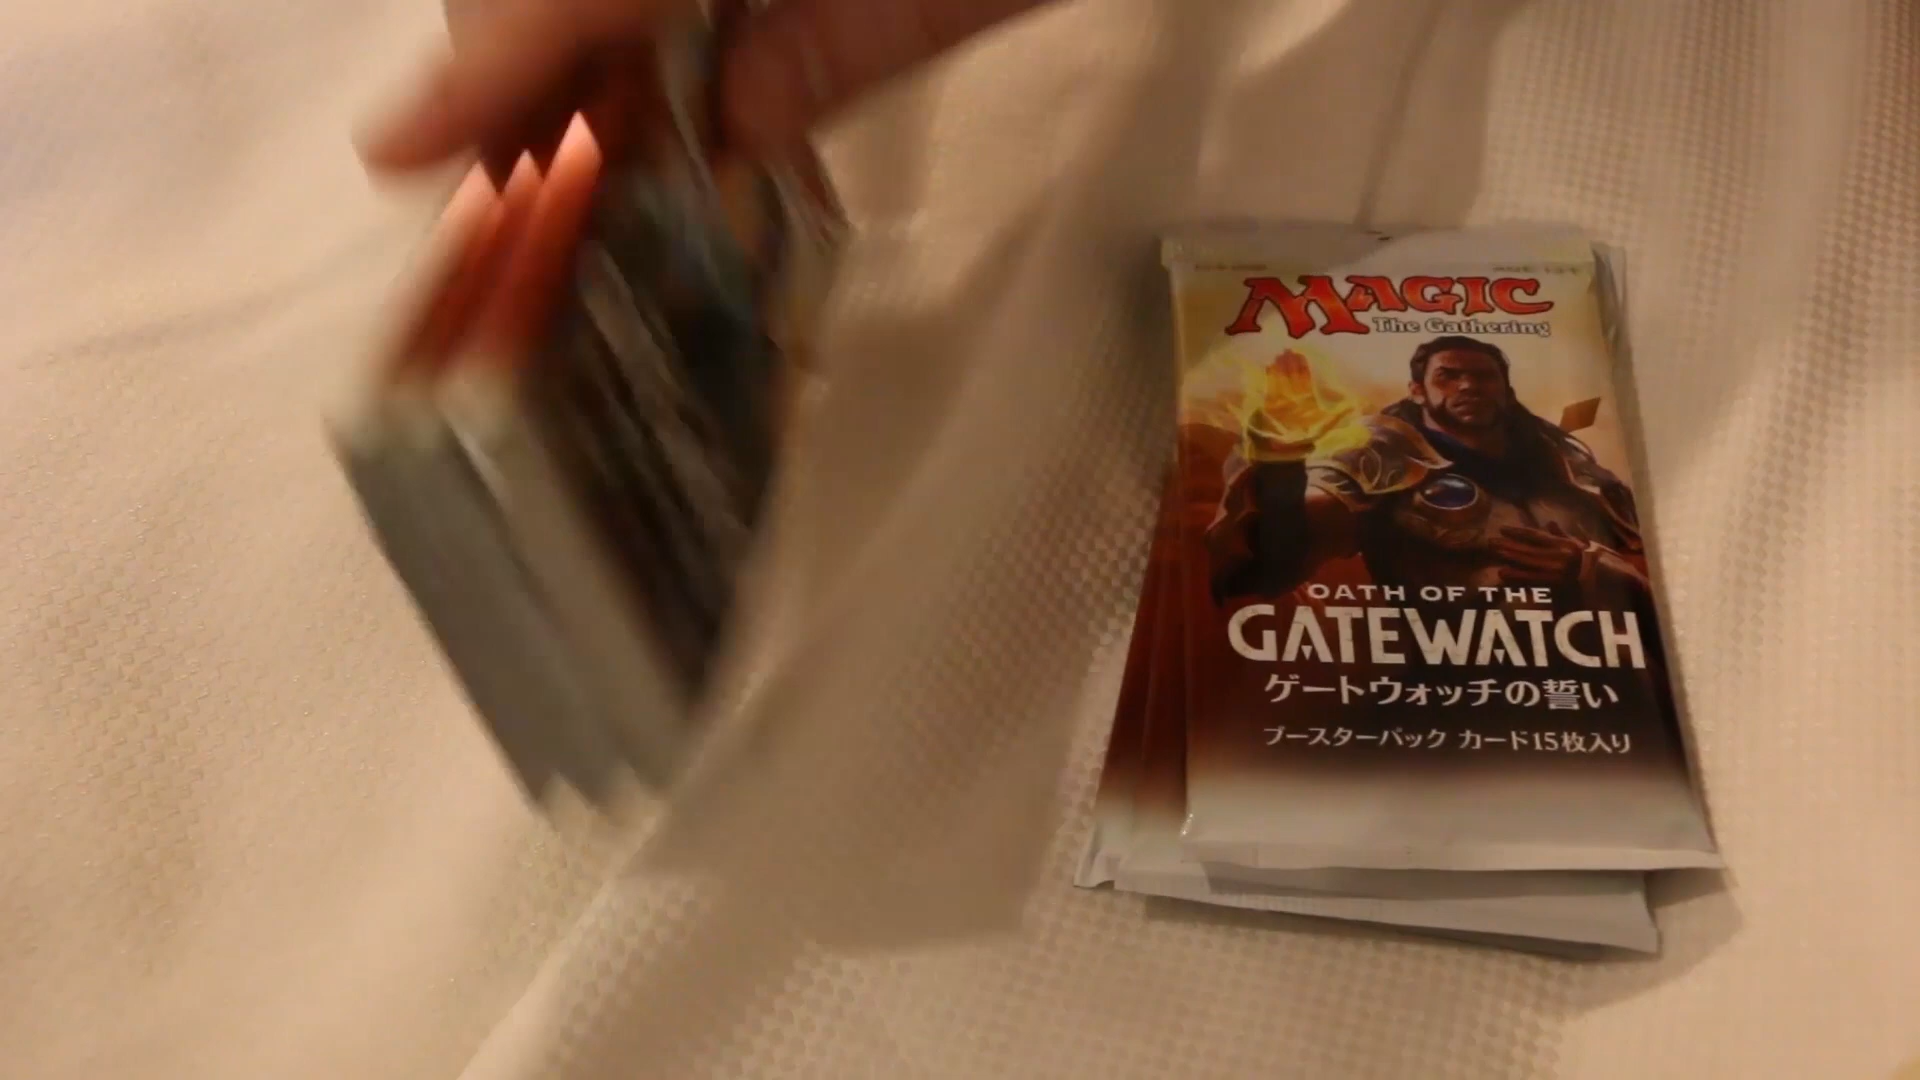 MAGIC
The Gathering
OATH OF THE
GATEWATCH
ゲートウォッチの誓い
ブースターパック カード15枚入り